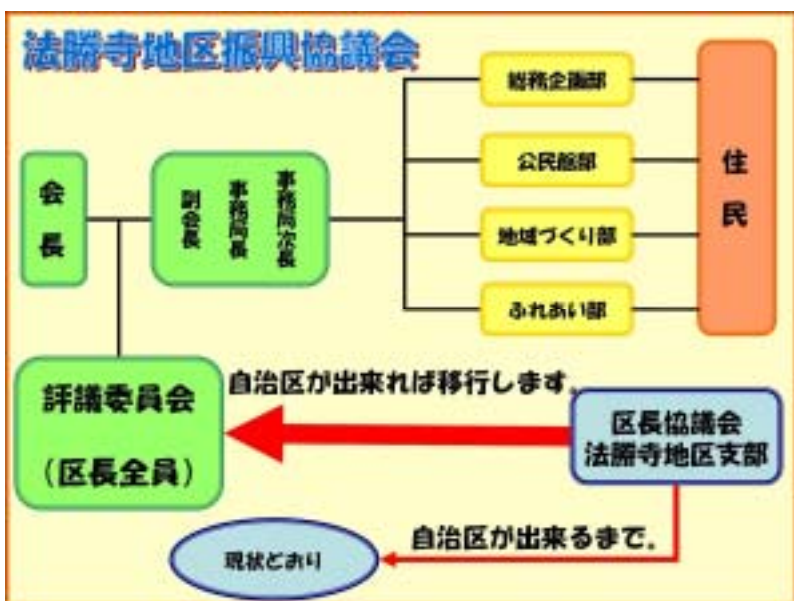 法勝寺地区振興協議会
会長
副会長
事務局長
事務局次長
総務企画部
公民館部
地域づくり部
ふれあい部
住民
評議委員会
(区長全員)
自治区が出来れば移行します。
区長協議会
法勝寺地区支部
自治区が出来るまで。
現状どおり